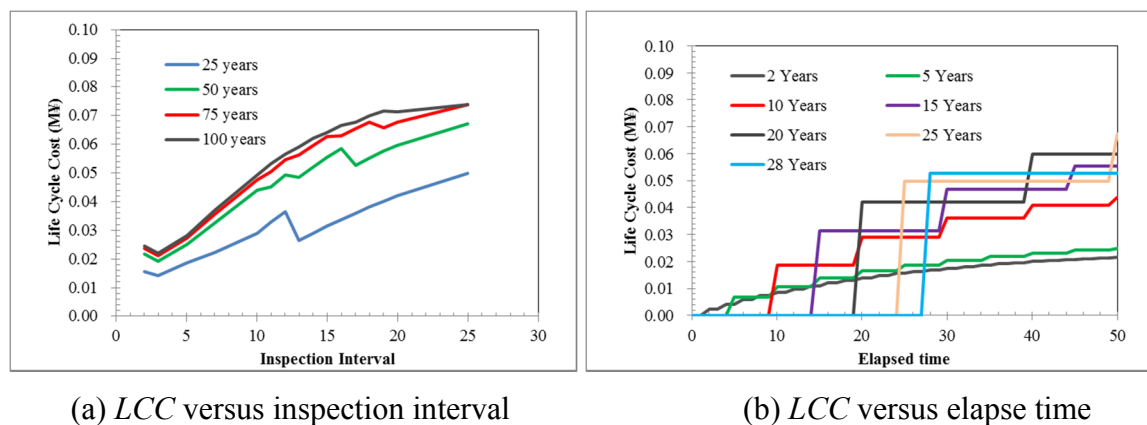 0.10
0.09
0.08
0.07
0.06
0.05
0.04
0.03
0.02
0.01
0.00
Life Cycle Cost (M¥)
25 years
50 years
75 years
100 years
0 5 10 15 20 25 30
Inspection Interval
(a) LCC versus inspection interval
0.10
0.09
0.08
0.07
0.06
0.05
0.04
0.03
0.02
0.01
0.00
Life Cycle Cost (M¥)
2 Years 5 Years
10 Years 15 Years
20 Years 25 Years
28 Years
0 10 20 30 40 50
Elapsed time
(b) LCC versus elapse time